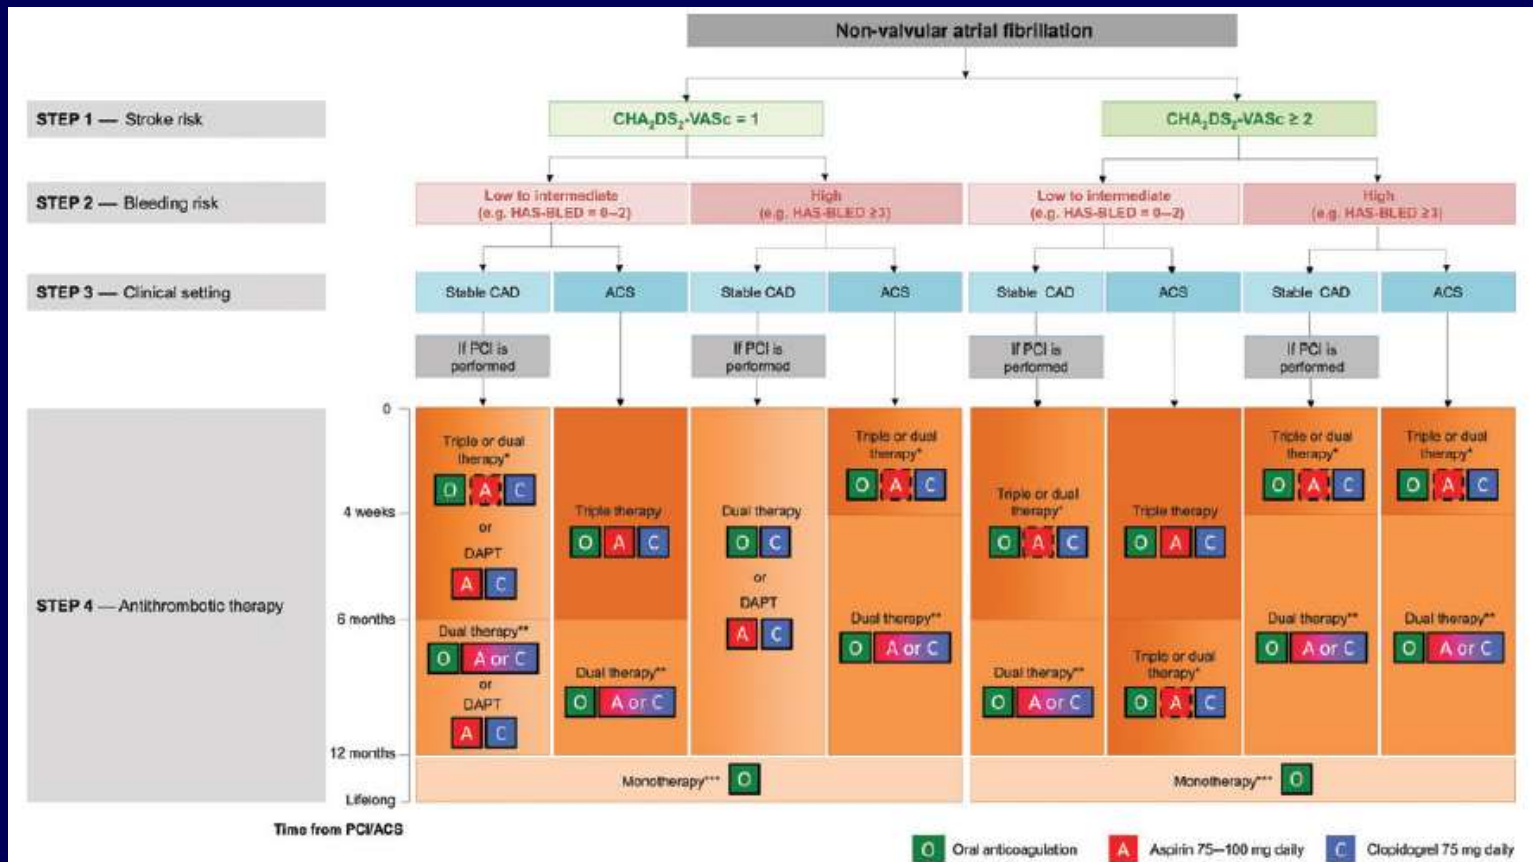 Non-valvular atrial fibrillation
STEP 1 — Stroke risk
CHA₂DS₂-VASc = 1
CHA₂DS₂-VASc ≥ 2
STEP 2 — Bleeding risk
Low to intermediate
(e.g. HAS-BLED = 0–2)
High
(e.g. HAS-BLED ≥3)
Low to intermediate
(e.g. HAS-BLED = 0–2)
High
(e.g. HAS-BLED ≥3)
STEP 3 — Clinical setting
Stable CAD
ACS
Stable CAD
ACS
Stable CAD
ACS
Stable CAD
ACS
If PCI is
performed
If PCI is
performed
If PCI is
performed
If PCI is
performed
STEP 4 — Antithrombotic therapy
0
4 weeks
6 months
12 months
Lifelong
Time from PCI/ACS
Triple or dual
therapy*
O A C
or
DAPT
A C
Dual therapy**
O A or C
or
DAPT
A C
Triple therapy
O A C
Dual therapy**
O A or C
Dual therapy
O C
or
DAPT
A C
Triple or dual
therapy*
O A C
Dual therapy**
O A or C
Triple or dual
therapy*
O A C
Dual therapy**
O A or C
Triple therapy
O A C
Triple or dual
therapy*
O A C
Triple or dual
therapy*
O A C
Dual therapy**
O A or C
Triple or dual
therapy*
O A C
Dual therapy**
O A or C
Monotherapy*** O
Monotherapy*** O
O Oral anticoagulation
A Aspirin 75–100 mg daily
C Clopidogrel 75 mg daily